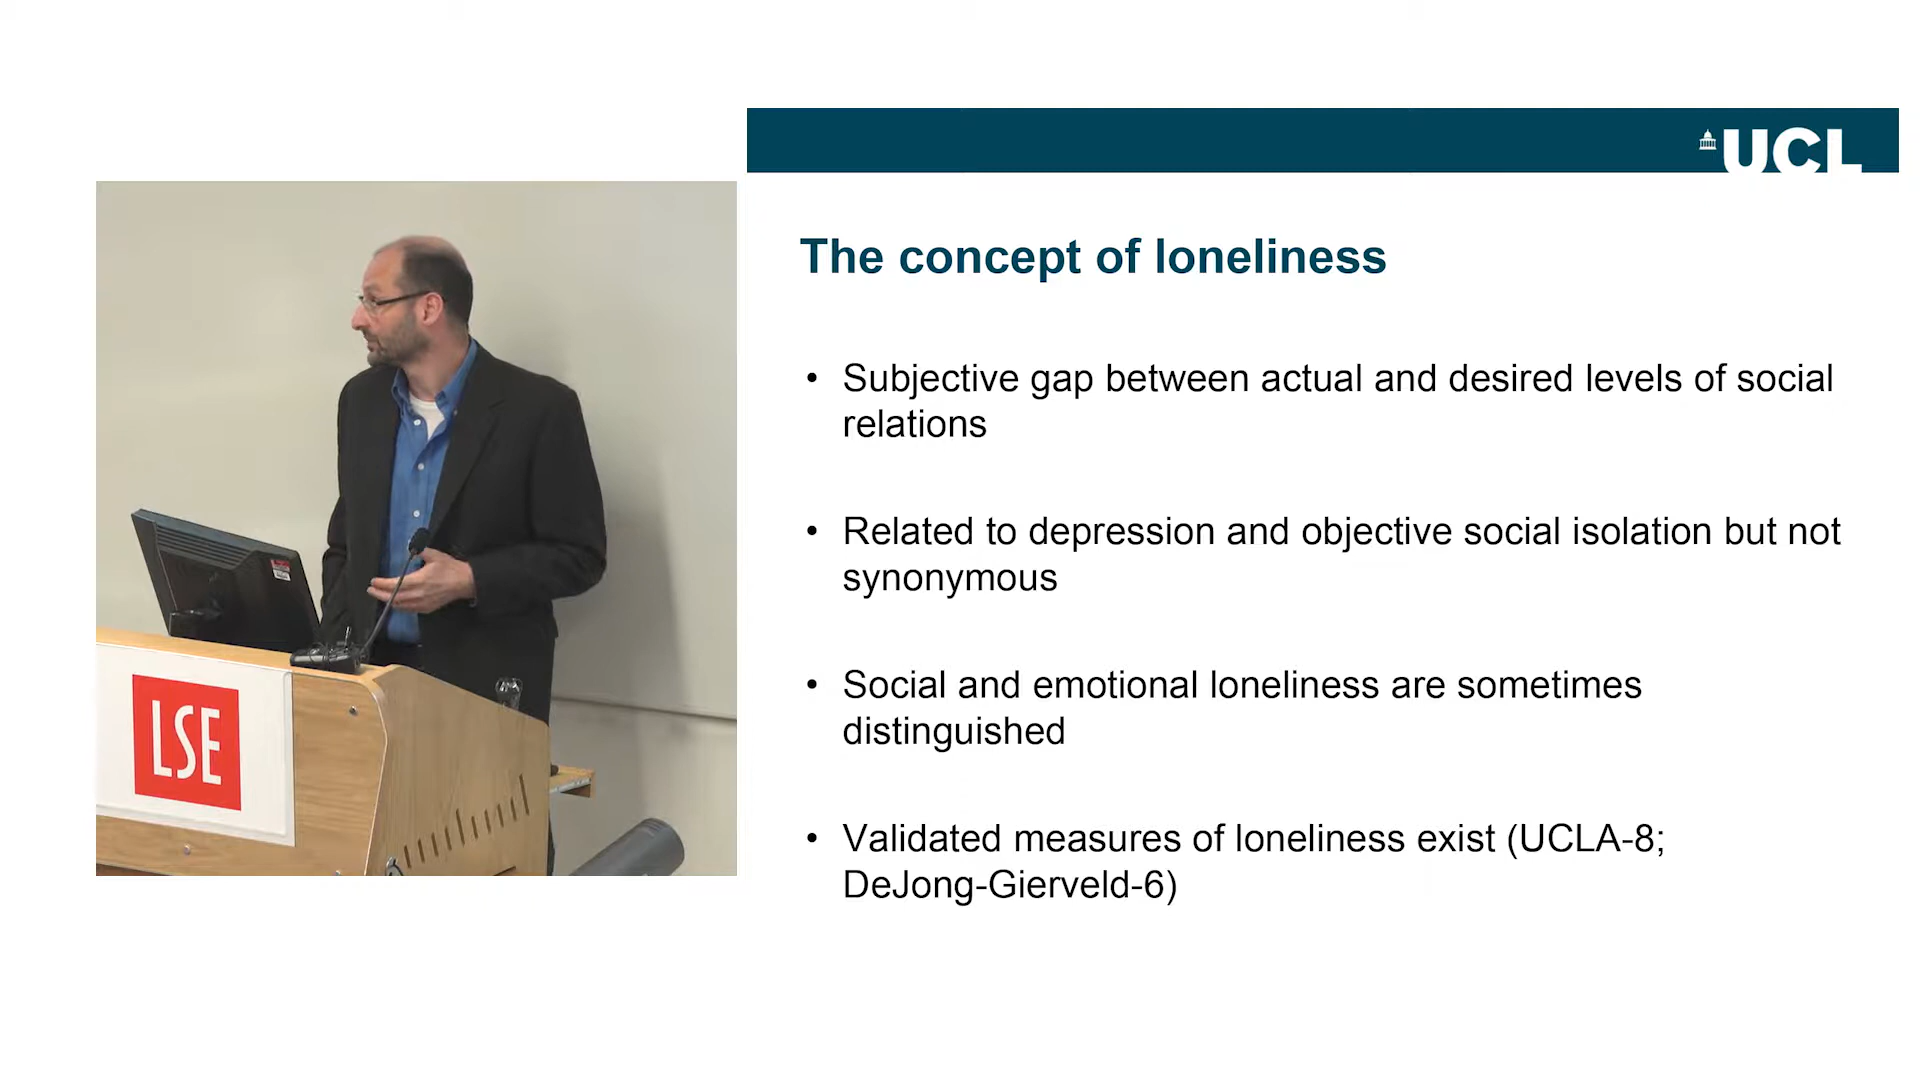 UCL
The concept of loneliness
• Subjective gap between actual and desired levels of social
relations
• Related to depression and objective social isolation but not
synonymous
• Social and emotional loneliness are sometimes
distinguished
• Validated measures of loneliness exist (UCLA-8;
DeJong-Gierveld-6)
LSE